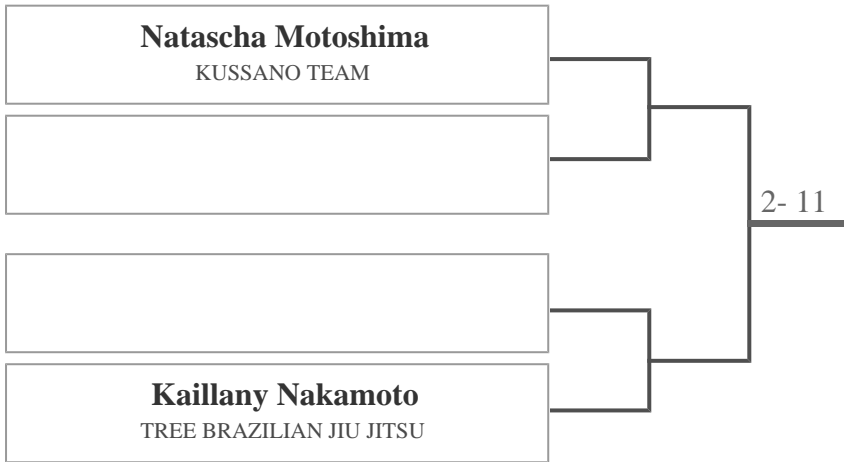 Natascha Motoshima
KUSSANO TEAM
2- 11
Kaillany Nakamoto
TREE BRAZILIAN JIU JITSU